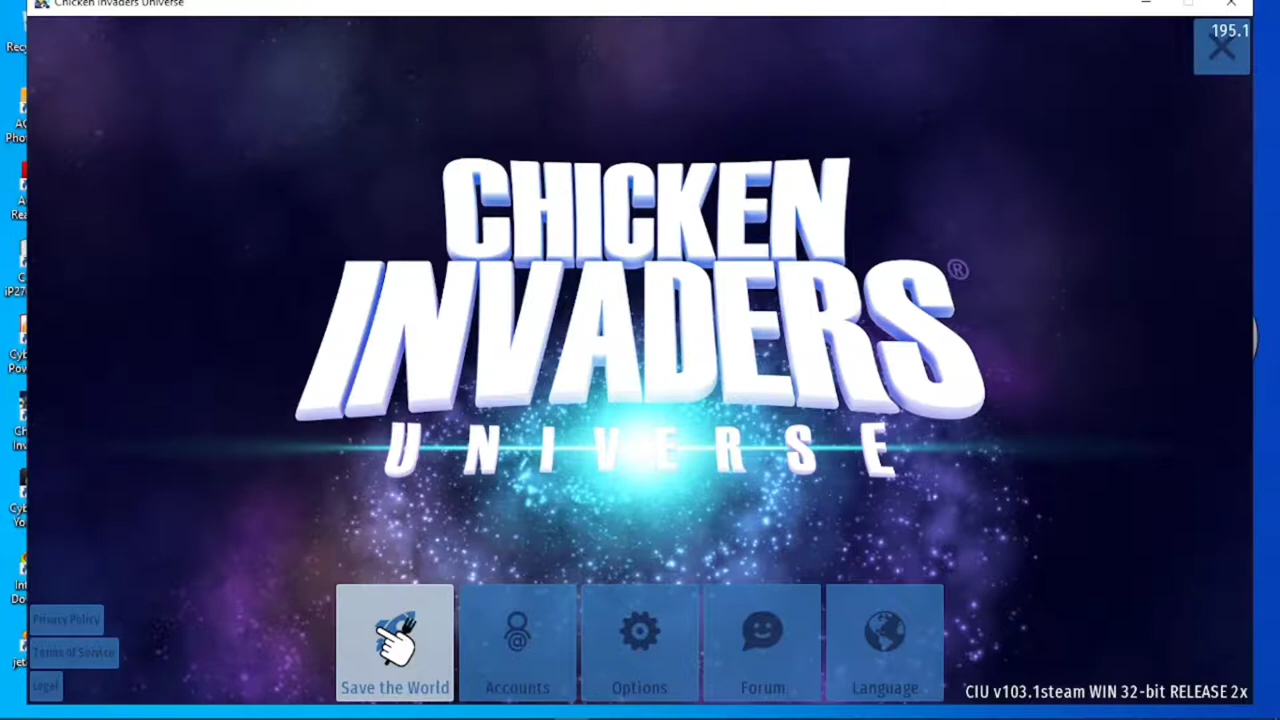 Chicken Invaders Universe
195.1
CHICKEN
INVADERS®
UNIVERSE
Privacy Policy
Terms of Service
Legal
Save the World
Accounts
Options
Forum
Language
CIU v103.1steam WIN 32-bit RELEASE 2x